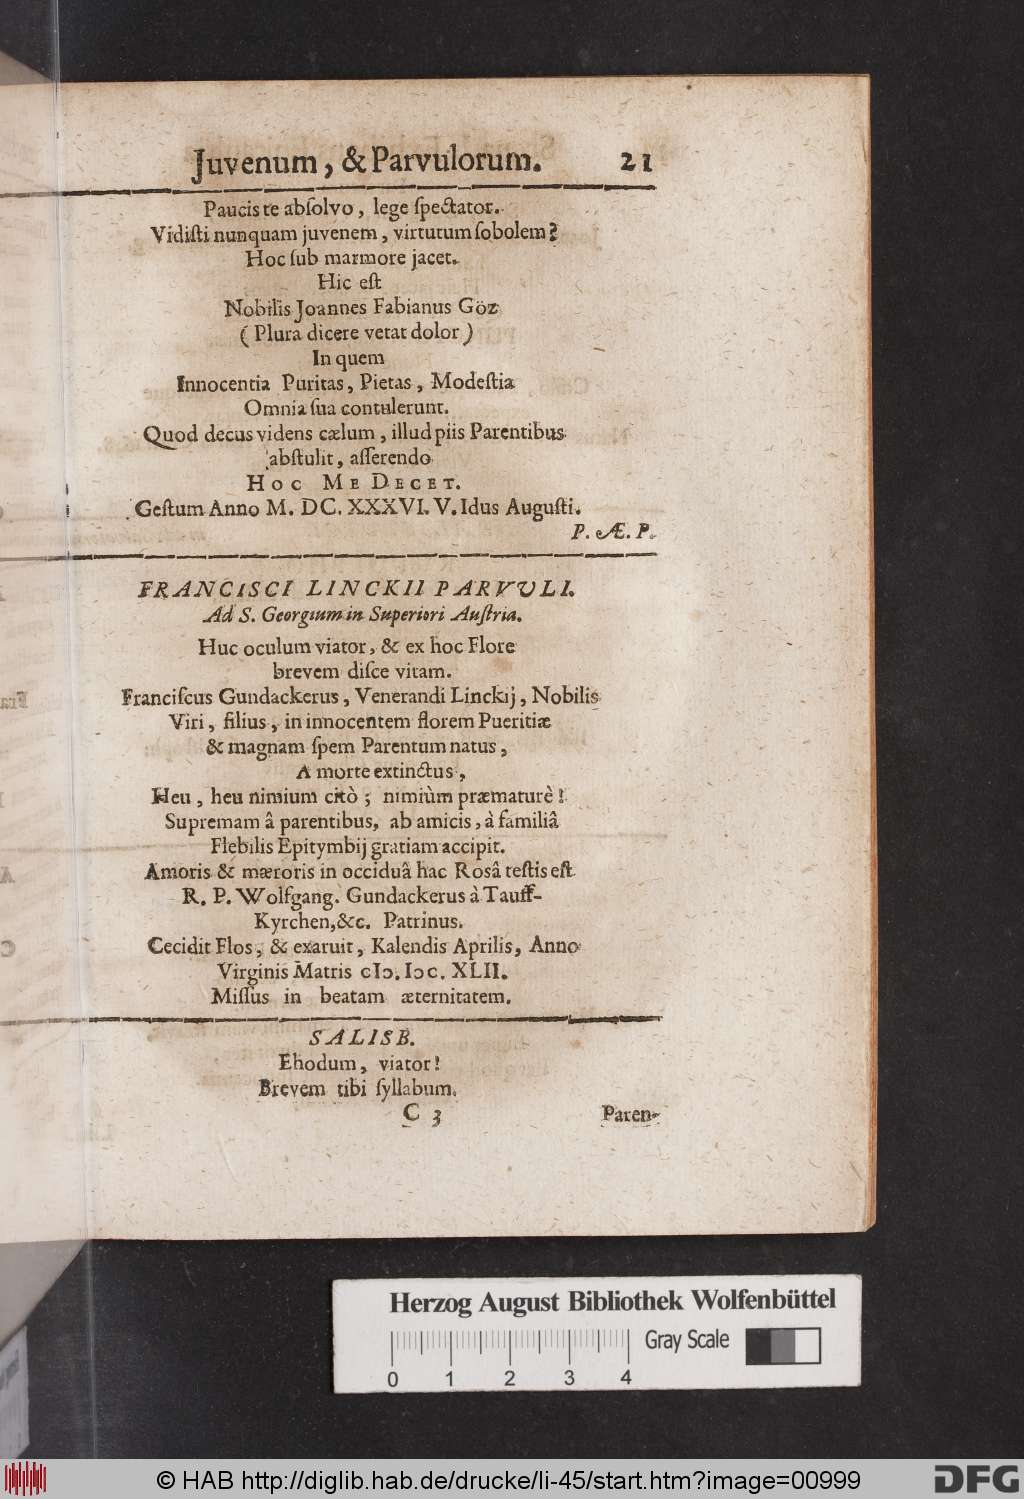 Juvenum, & Parvulorum. 21
Paucis te abſolvo, lege ſpectator.
Vidiſti nunquam juvenem, virtutum ſobolem?
Hoc ſub marmore jacet.
Hic eſt
Nobilis Joannes Fabianus Göz
( Plura dicere vetat dolor )
In quem
Innocentia Puritas, Pietas, Modeſtia
Omnia ſua contulerunt.
Quod decus videns cælum, illud piis Parentibus
abſtulit, aſſerendo
HOC ME DECET.
Geſtum Anno M. DC. XXXVI. V. Idus Auguſti.
P. Æ. P.
FRANCISCI LINCKII PARVULI.
Ad S. Georgium in Superiori Auſtria.
Huc oculum viator, & ex hoc Flore
brevem diſce vitam.
Franciſcus Gundackerus, Venerandi Linckij, Nobilis
Viri, filius, in innocentem florem Pueritiæ
& magnam ſpem Parentum natus,
A morte extinctus,
Heu, heu nimium citò; nimiùm præmaturè!
Supremam â parentibus, ab amicis, à familiâ
Flebilis Epitymbij gratiam accipit.
Amoris & mæroris in occiduâ hac Rosâ teſtis eſt
R. P. Wolfgang. Gundackerus à Tauff-
Kyrchen,&c. Patrinus.
Cecidit Flos, & exaruit, Kalendis Aprilis, Anno
Virginis Matris cIↄ. Iↄc. XLII.
Miſſus in beatam æternitatem.
SALISB.
Ehodum, viator!
Brevem tibi ſyllabum.
C 3 Paren-
Herzog August Bibliothek Wolfenbüttel
Gray Scale
0 1 2 3 4
© HAB http://diglib.hab.de/drucke/li-45/start.htm?image=00999
DFG